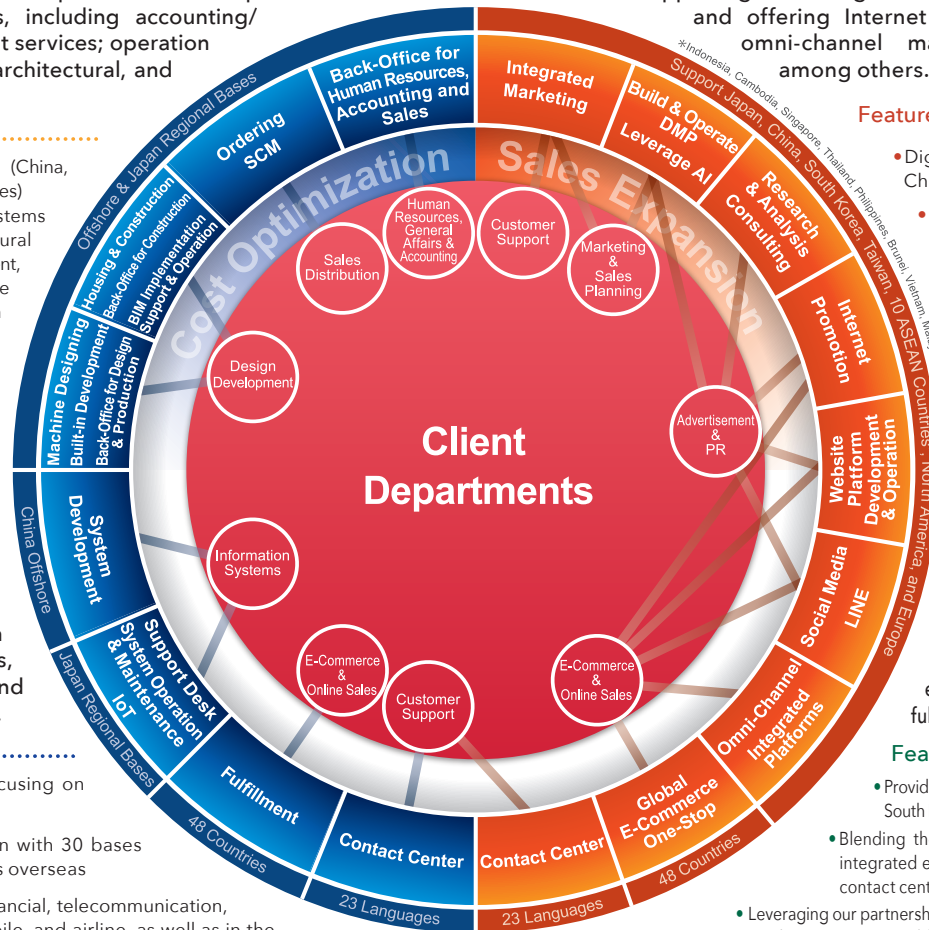 s, including accounting/
t services; operation
architectural, and
and offering Internet
omni-channel
among others.
Feature
(China,
Offshore & Japan Regional Bases
Back-Office for
Human Resources,
Accounting and
Sales
Ordering
SCM
Housing & Construction
Back-Office for Construction
BIM Implementation
Support & Operation
Machine Designing
Built-in Development
Back-Office for Design
& Production
China Offshore
System
Development
Japan Regional Bases
Support Desk
System Operation
& Maintenance
IoT
48 Countries
Fulfillment
23 Languages
Contact Center
Cost Optimization
Sales Expansion
Integrated
Marketing
Build & Operate
DMP
Leverage AI
Research
& Analysis
Consulting
Internet
Promotion
Website
Platform
Development
& Operation
Social Media
LINE
Omni-Channel
Integrated
Platforms
Global
E-Commerce
One-Stop
48 Countries
Contact Center
23 Languages
Support Japan, China, South Korea, Taiwan, 10 ASEAN Countries*, North America, and Europe
*Indonesia, Cambodia, Singapore, Thailand, Philippines, Brunei, Vietnam,
Human
Resources,
General
Affairs &
Accounting
Customer
Support
Sales
Distribution
Marketing
&
Sales
Planning
Design
Development
Advertisement
&
PR
Client
Departments
Information
Systems
E-Commerce
&
Online Sales
Customer
Support
E-Commerce
&
Online Sales
Fea
cusing on
n with 30 bases
s overseas
ancial, telecommunication,
and airline, as well as in the
• Provid
South
• Blending th
integrated e
contact cent
• Leveraging our partnersh